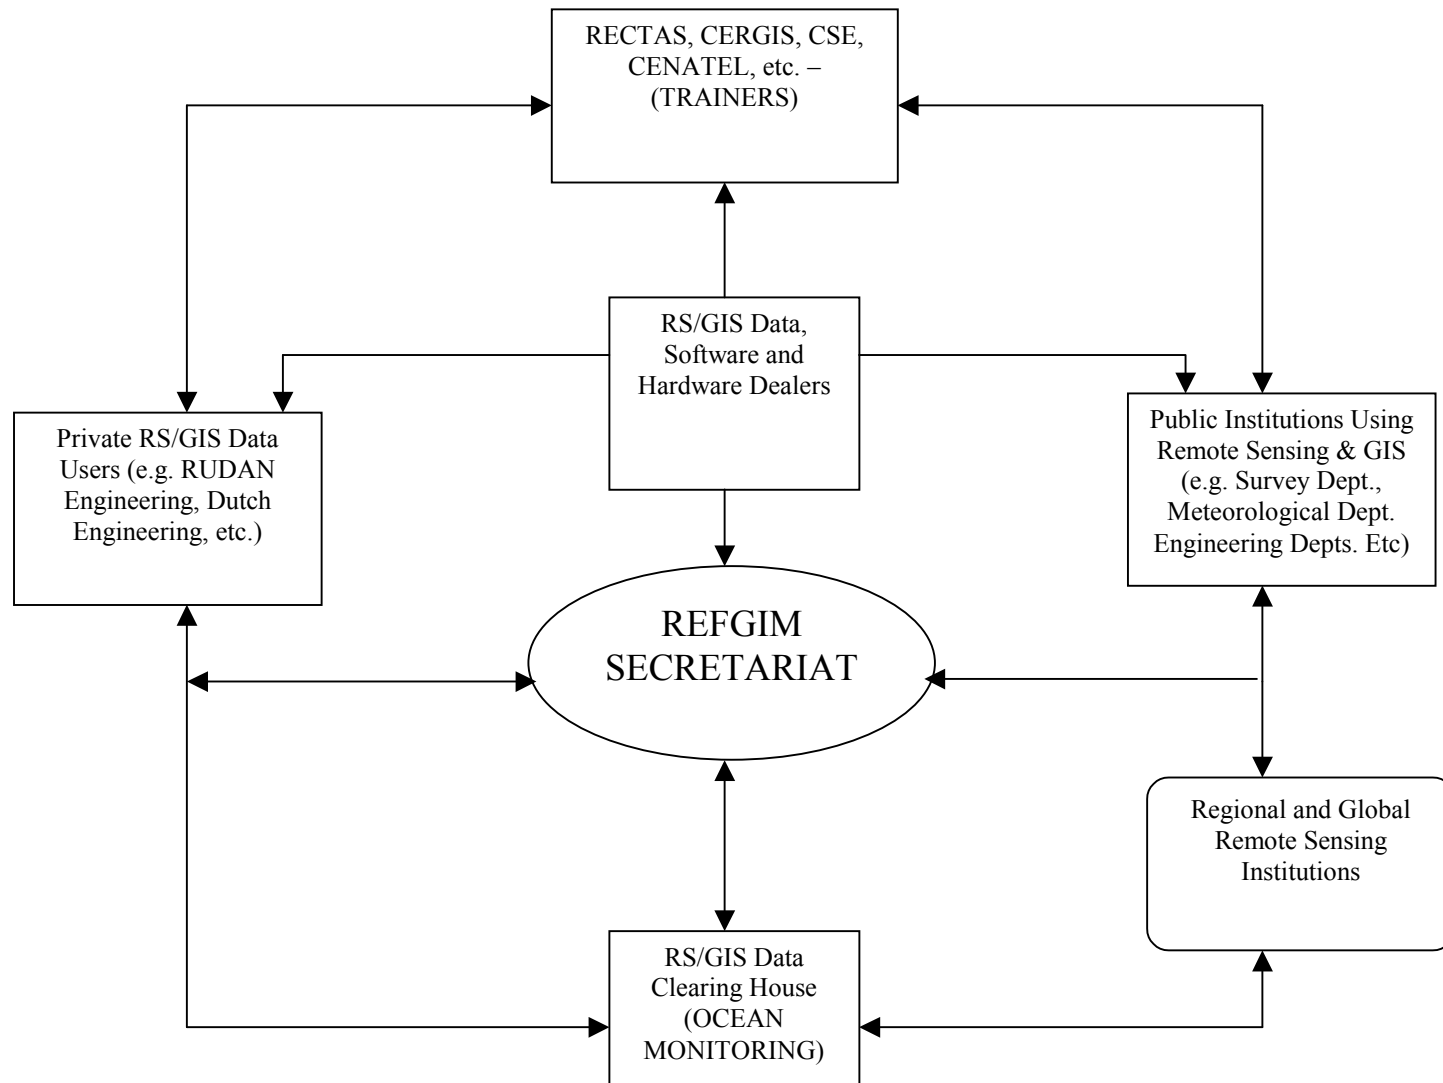 RECTAS, CERGIS, CSE,
CENATEL, etc. –
(TRAINERS)
RS/GIS Data,
Software and
Hardware Dealers
Private RS/GIS Data
Users (e.g. RUDAN
Engineering, Dutch
Engineering, etc.)
Public Institutions Using
Remote Sensing & GIS
(e.g. Survey Dept.,
Meteorological Dept.
Engineering Depts. Etc)
REFGIM
SECRETARIAT
Regional and Global
Remote Sensing
Institutions
RS/GIS Data
Clearing House
(OCEAN
MONITORING)